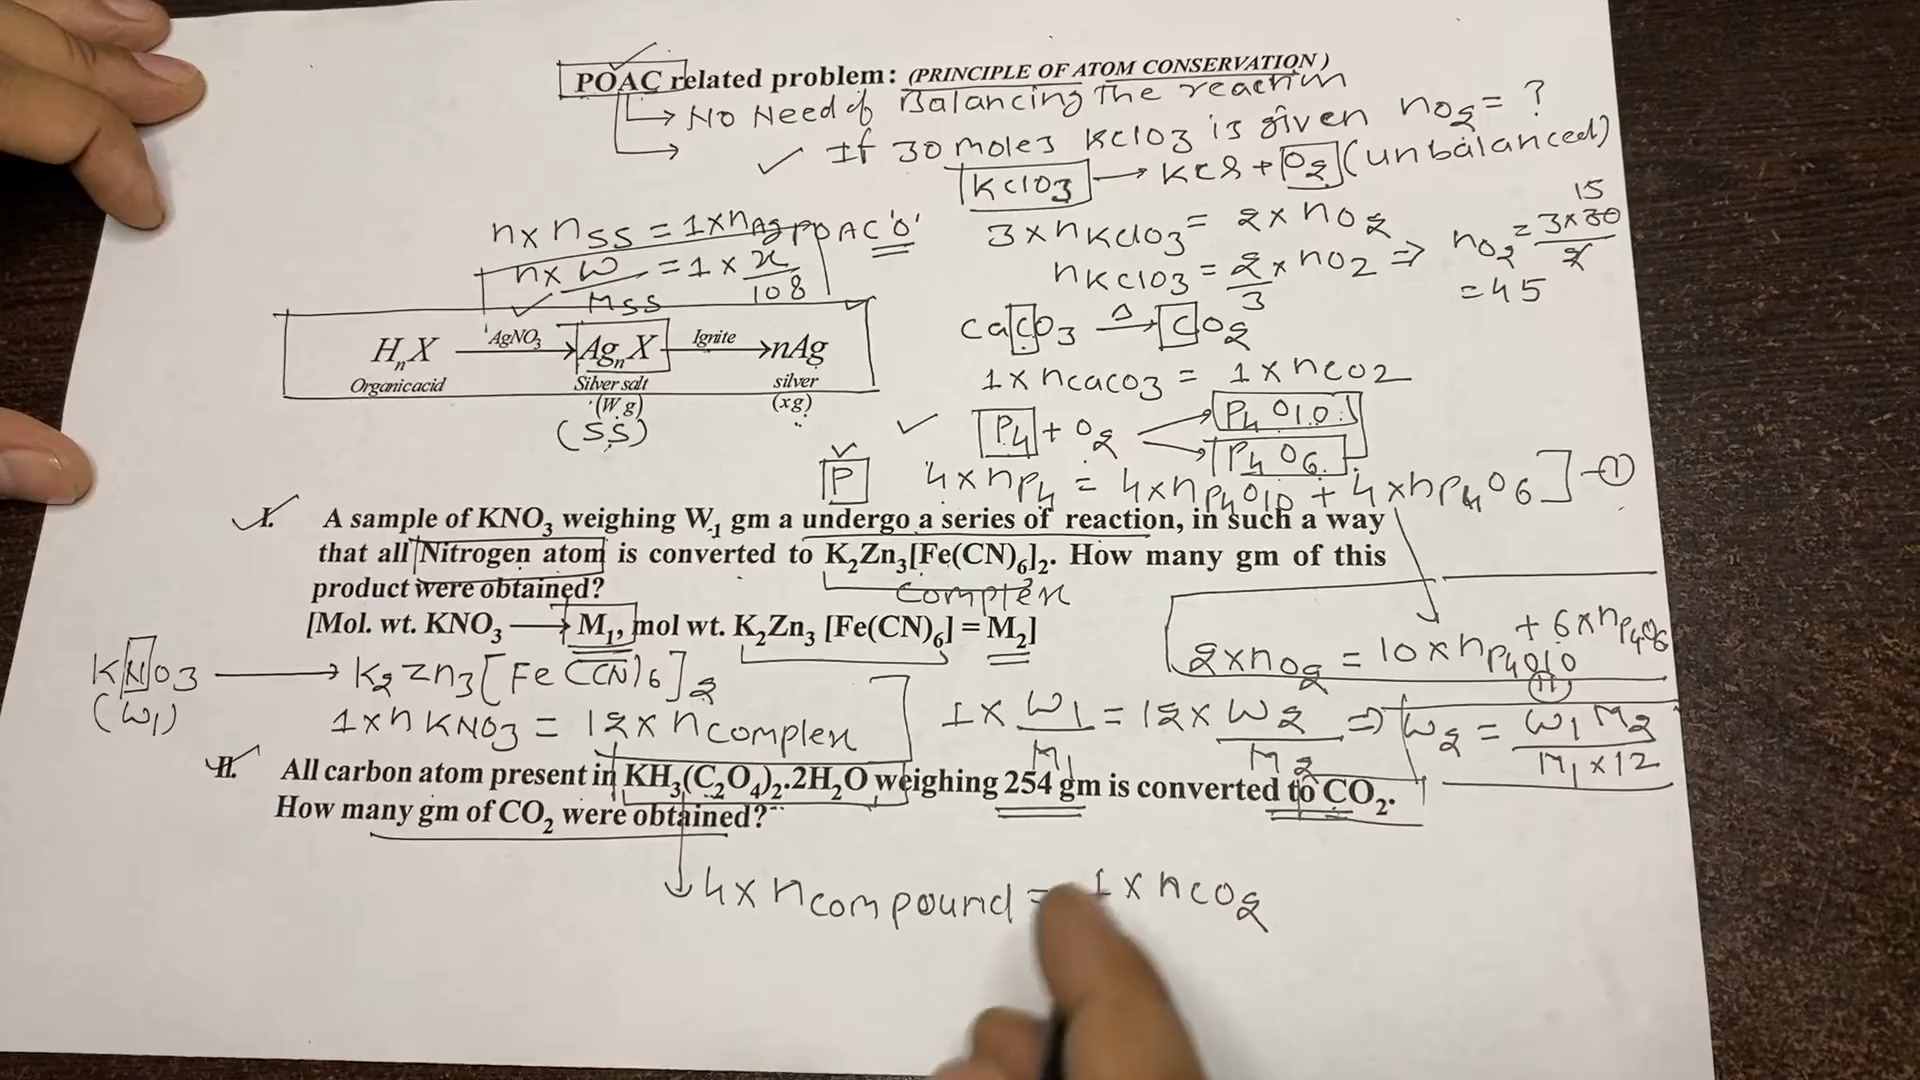 POAC related problem: (PRINCIPLE OF ATOM CONSERVATION)
→ No Need of Balancing The reaction
→
✓ If 30 moles KClO3 is given nO2 = ?
KClO3 → KCl + O2 (unbalanced)
n x nSS = 1 x nAg POAC 'O'
3 x nKClO3 = 2 x nO2
nKClO3 = 2/3 x nO2 ⇒ nO2 = 3 x 30/2 15
= 45
n x W/MSS = 1 x x/108
CaCO3 Δ→ CO2
1 x nCaCO3 = 1 x nCO2
HnX AgNO3→ AgnX Ignite→ nAg
Organic acid Silver salt silver
(W g) (xg)
(SS)
P4 + O2 → P4O10
→ P4O6
P 4 x nP4 = 4 x nP4O10 + 4 x nP4O6 ] – (1)
I. A sample of KNO3 weighing W1 gm a undergo a series of reaction, in such a way
that all Nitrogen atom is converted to K2Zn3[Fe(CN)6]2. How many gm of this
product were obtained?
complex
[Mol. wt. KNO3 → M1, mol wt. K2Zn3 [Fe(CN)6] = M2]
2 x nO2 = 10 x nP4O10 + 6 x nP4O6
(11)
KNO3 → K2Zn3[Fe(CN)6]2
(W1)
1 x nKNO3 = 12 x ncomplex
1 x W1/M1 = 12 x W2/M2 ⇒ W2 = W1M2/M1 x 12
II. All carbon atom present in KH3(C2O4)2.2H2O weighing 254 gm is converted to CO2.
How many gm of CO2 were obtained?
4 x ncompound = 1 x nCO2